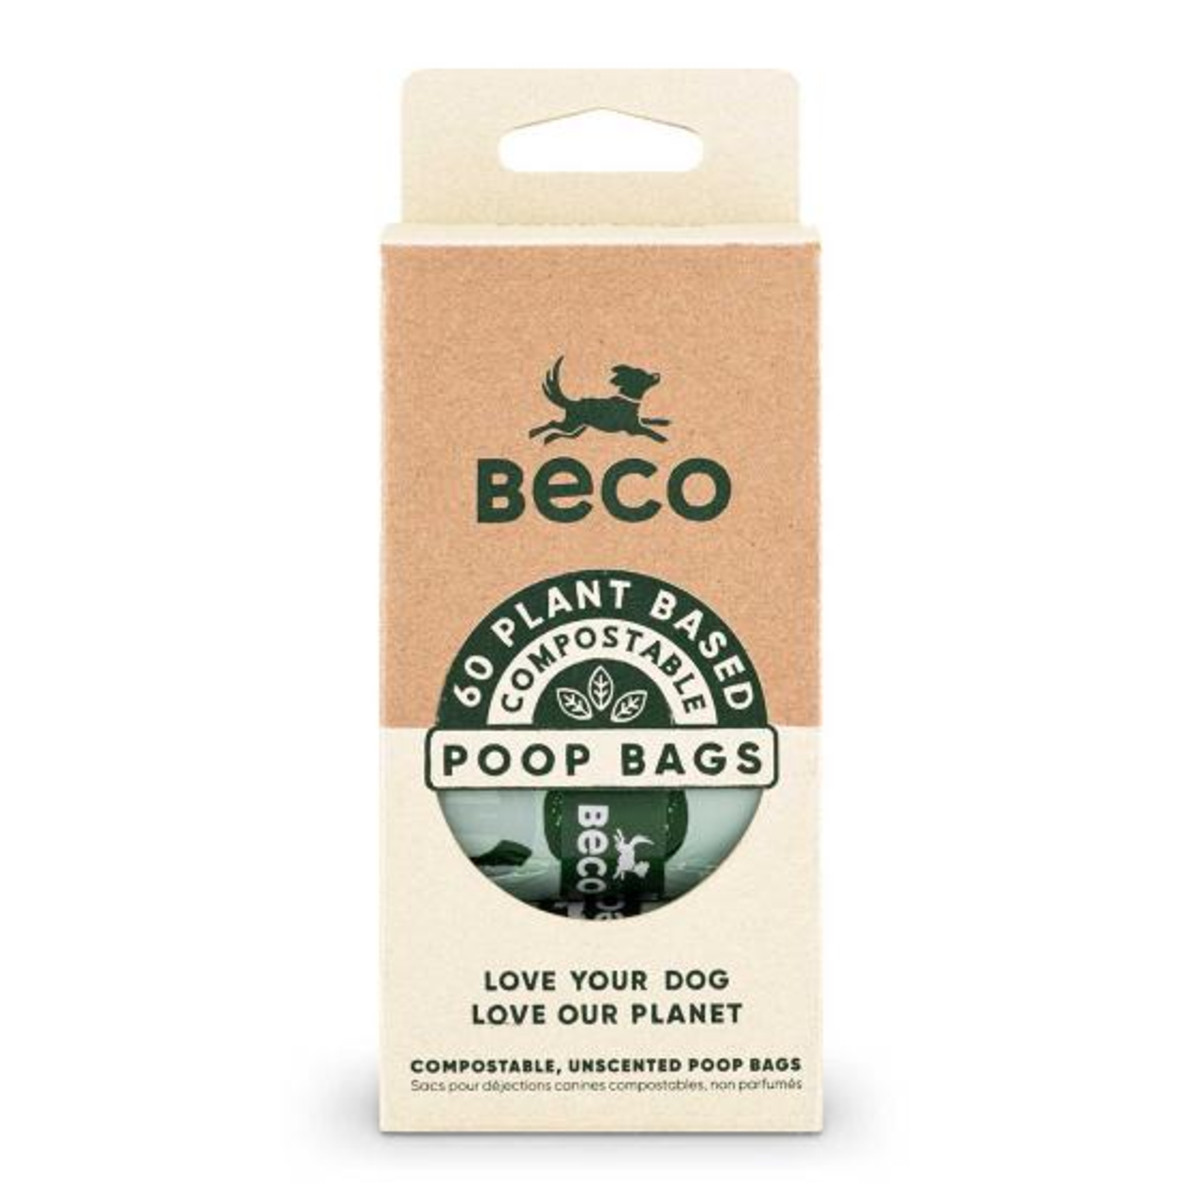 Beco
60 PLANT BASED
COMPOSTABLE
POOP BAGS
Beco
LOVE YOUR DOG
LOVE OUR PLANET
COMPOSTABLE, UNSCENTED POOP BAGS
Sacs pour déjections canines compostables, non parfumés